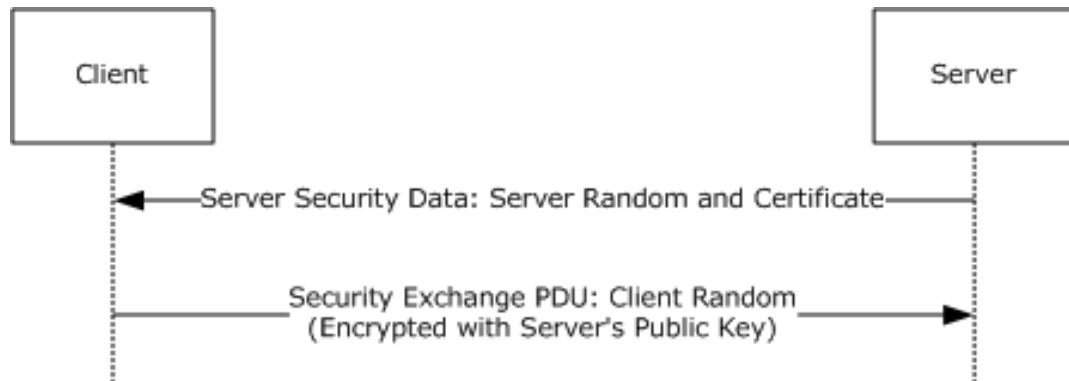 Client
Server
Server Security Data: Server Random and Certificate
Security Exchange PDU: Client Random
(Encrypted with Server's Public Key)